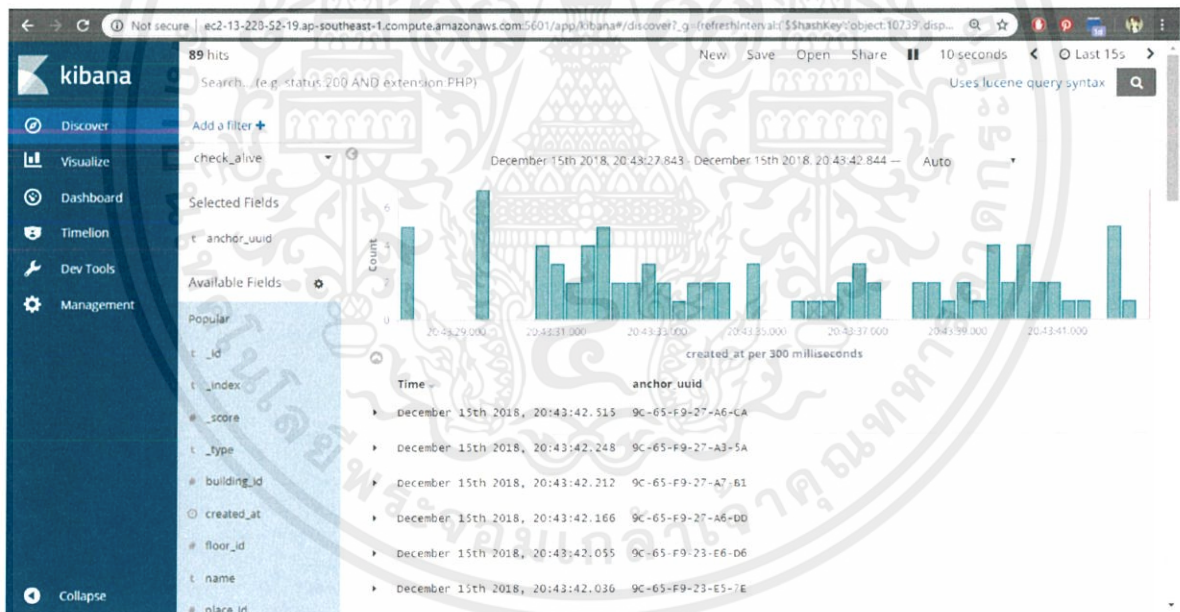 Not secure ec2-13-228-52-19.ap-southeast-1.compute.amazonaws.com:5601/app/kibana#/discover?_g=(refreshInterval:('$$hashKey':'object:10739',disp...
kibana
Discover
Visualize
Dashboard
Timelion
Dev Tools
Management
Collapse
89 hits
New Save Open Share 10 seconds Last 15s
Search... (e.g. status:200 AND extension:PHP)
Uses lucene query syntax
Add a filter +
check_alive
Selected Fields
t anchor_uuid
Available Fields
Popular
t _id
t _index
# _score
t _type
# building_id
created_at
# floor_id
t name
# place_id
December 15th 2018, 20:43:27.843 - December 15th 2018, 20:43:42.844 —
Auto
Count
6
4
2
0
20:43:29.000 20:43:31.000 20:43:33.000 20:43:35.000 20:43:37.000 20:43:39.000 20:43:41.000
created_at per 300 milliseconds
Time anchor_uuid
December 15th 2018, 20:43:42.515 9C-65-F9-27-A6-CA
December 15th 2018, 20:43:42.248 9C-65-F9-27-A3-5A
December 15th 2018, 20:43:42.212 9C-65-F9-27-A7-B1
December 15th 2018, 20:43:42.166 9C-65-F9-27-A6-DD
December 15th 2018, 20:43:42.055 9C-65-F9-23-E6-D6
December 15th 2018, 20:43:42.036 9C-65-F9-23-E5-7E